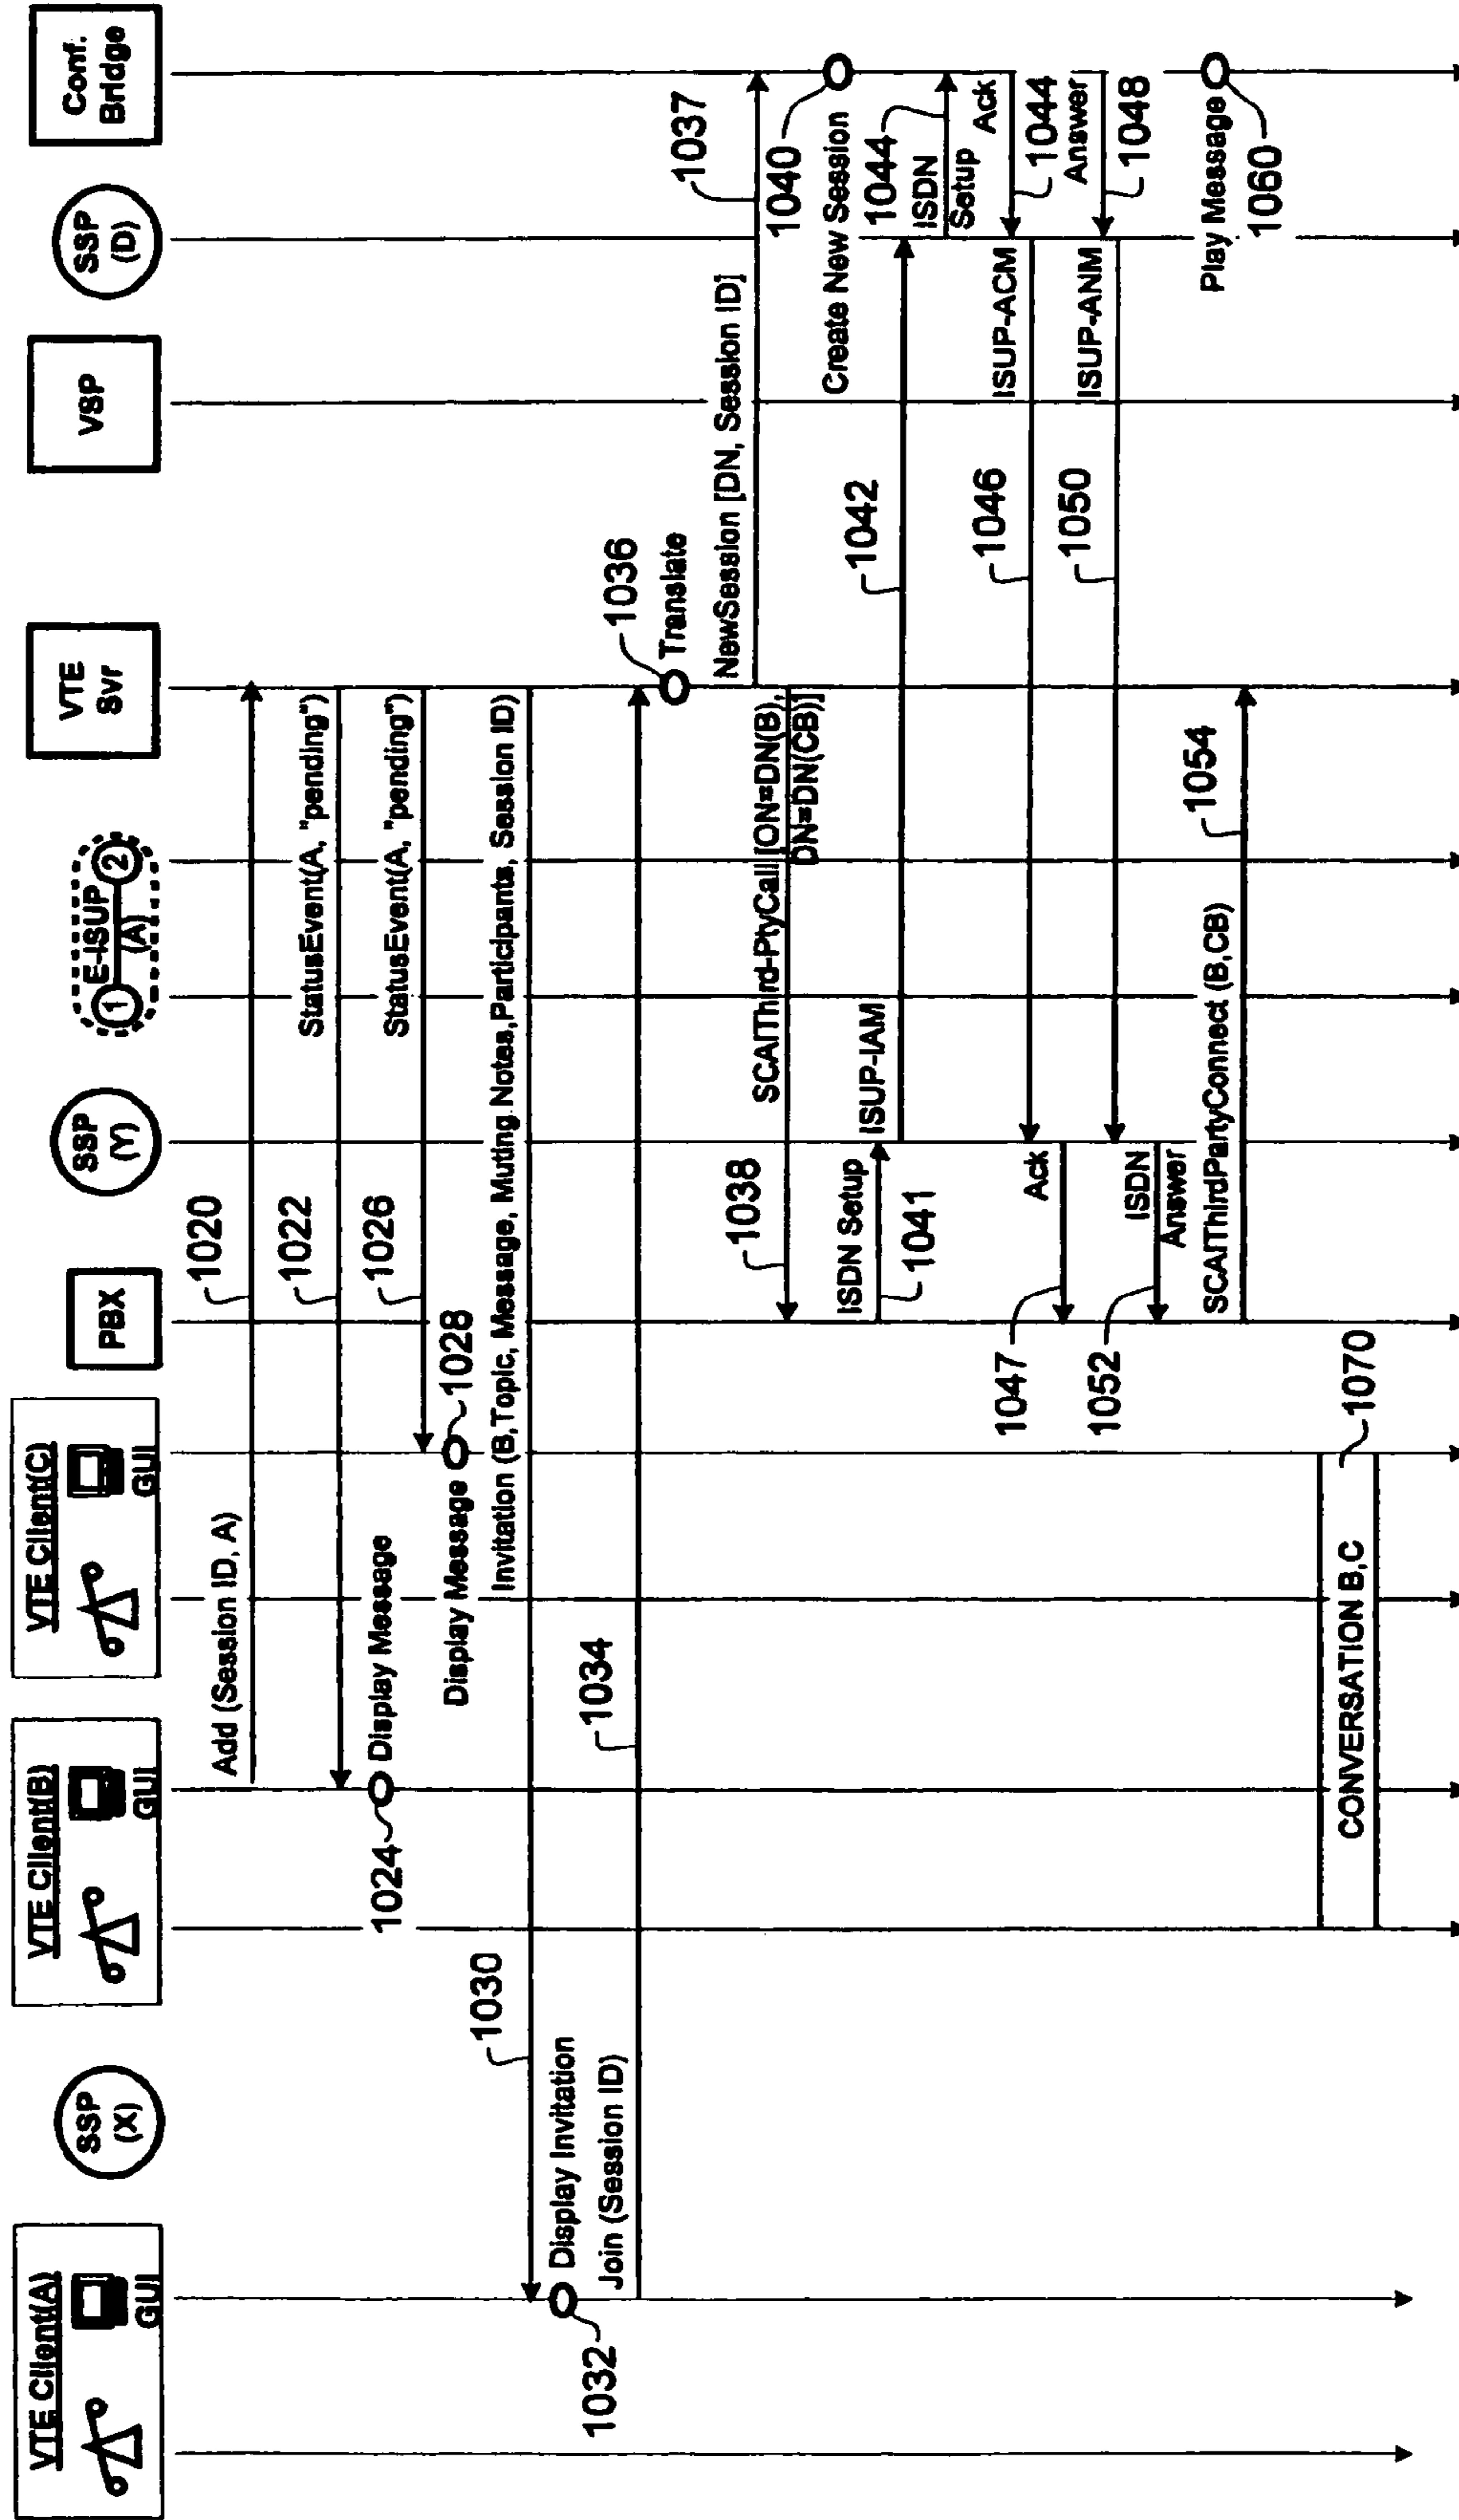 VTE Client(A)
GUI
SSP
(X)
VTE Client(B)
GUI
VTE Client(C)
GUI
PBX
SSP
(Y)
E-ISUP
1
2
(A)
VTE
Svr
VSP
SSP
(D)
Conf.
Bridge
Add (Session ID, A)
1020
1022
StatusEvent(A, "pending")
1024
Display Message
1026
StatusEvent(A, "pending")
Display Message
1028
1030
Invitation (B,Topic, Message, Muting Notes,Participants, Session ID)
Display Invitation
1032
Join (Session ID)
1034
1036
Translate
1037
NewSession [DN, Session ID]
1038
SCAIThird-PtyCall[ON=DN(B),
DN=DN(CB)]
1040
Create New Session
ISDN Setup
1041
ISUP-IAM
1042
1044
ISDN
Setup
Ack
1044
ISUP-ACM
1046
Ack
1047
Answer
1048
ISUP-ANM
1050
ISDN
Answer
1052
SCAIThirdPartyConnect (B,CB)
1054
Play Message
1060
CONVERSATION B,C
1070